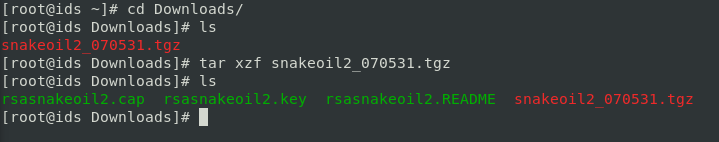 [root@ids ~]# cd Downloads/
[root@ids Downloads]# ls
snakeoil2_070531.tgz
[root@ids Downloads]# tar xzf snakeoil2_070531.tgz
[root@ids Downloads]# ls
rsasnakeoil2.cap  rsasnakeoil2.key  rsasnakeoil2.README  snakeoil2_070531.tgz
[root@ids Downloads]#